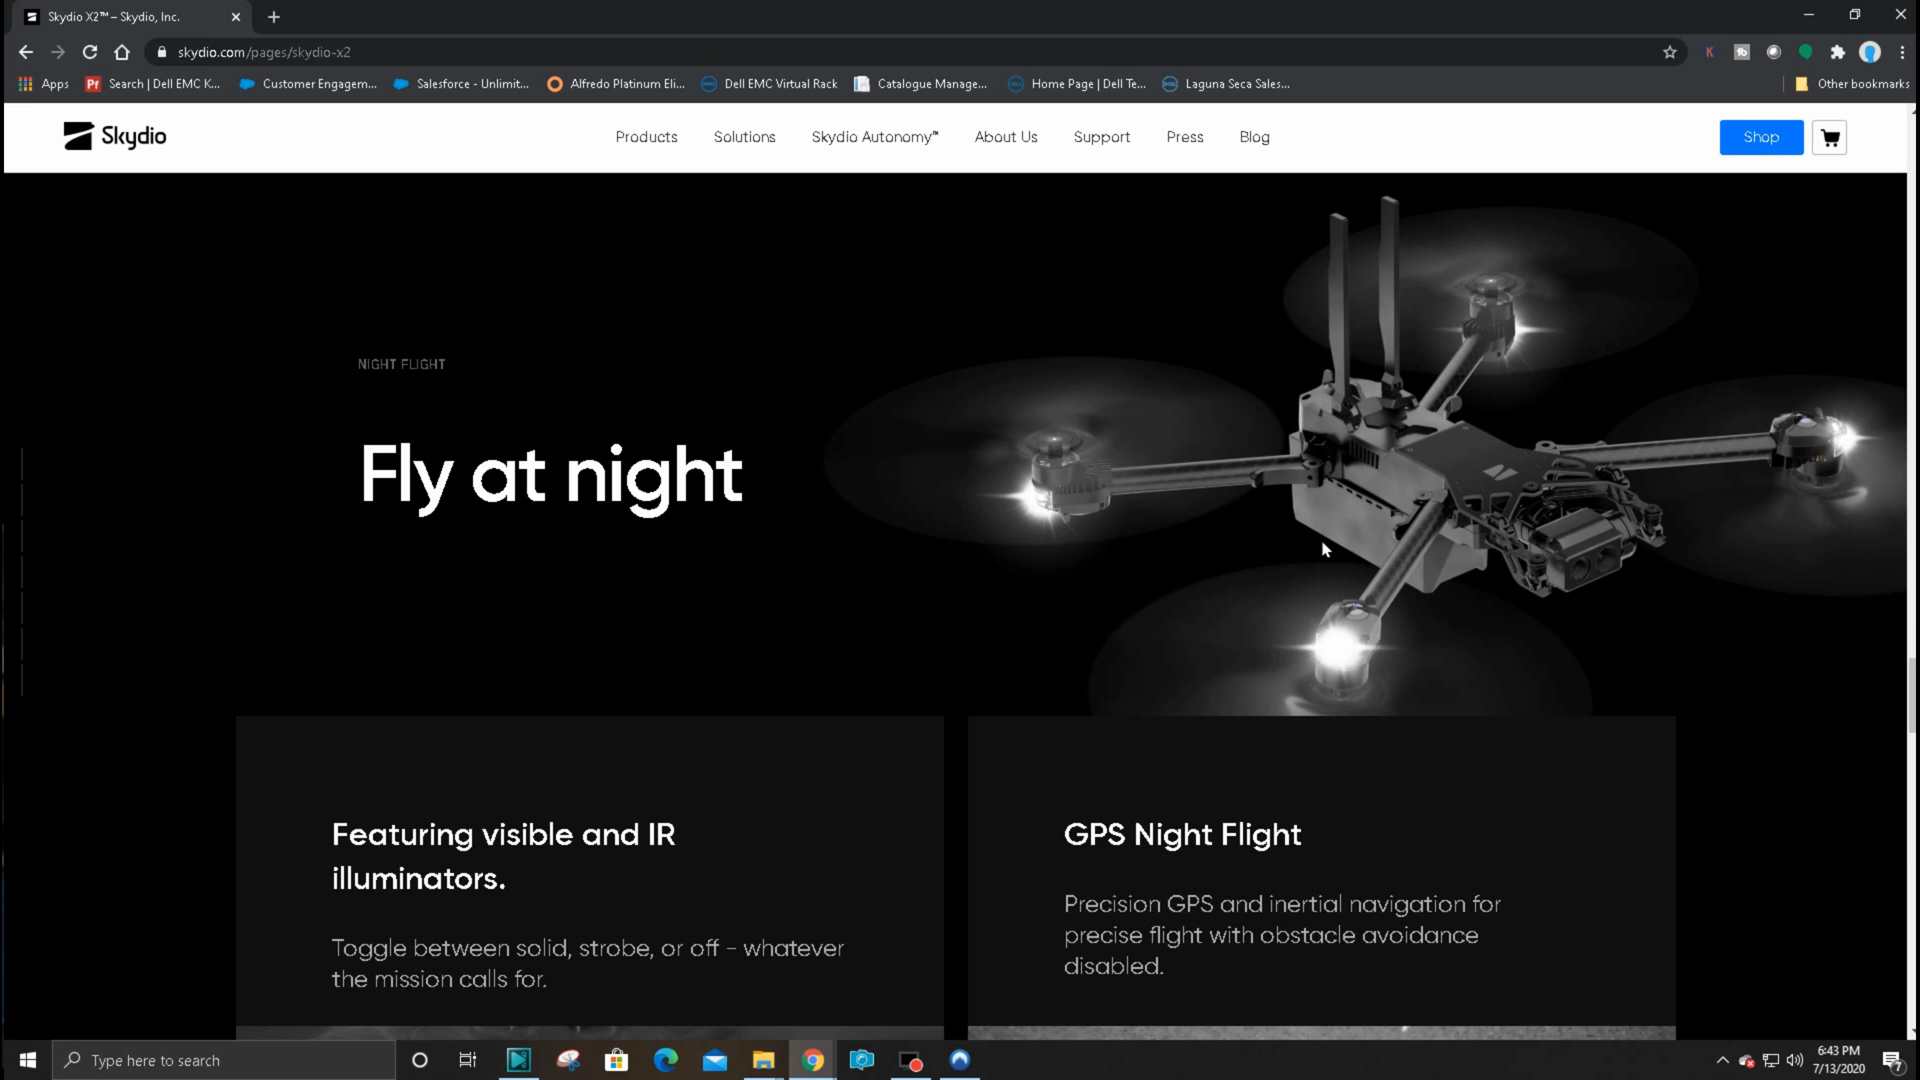 Skydio X2™ – Skydio, Inc.
skydio.com/pages/skydio-x2
Apps
Search | Dell EMC K...
Customer Engagem...
Salesforce - Unlimit...
Alfredo Platinum Eli...
Dell EMC Virtual Rack
Catalogue Manage...
Home Page | Dell Te...
Laguna Seca Sales...
Other bookmarks
Skydio
Products
Solutions
Skydio Autonomy™
About Us
Support
Press
Blog
Shop
NIGHT FLIGHT
Fly at night
Featuring visible and IR
illuminators.
Toggle between solid, strobe, or off – whatever
the mission calls for.
GPS Night Flight
Precision GPS and inertial navigation for
precise flight with obstacle avoidance
disabled.
Type here to search
6:43 PM
7/13/2020
7